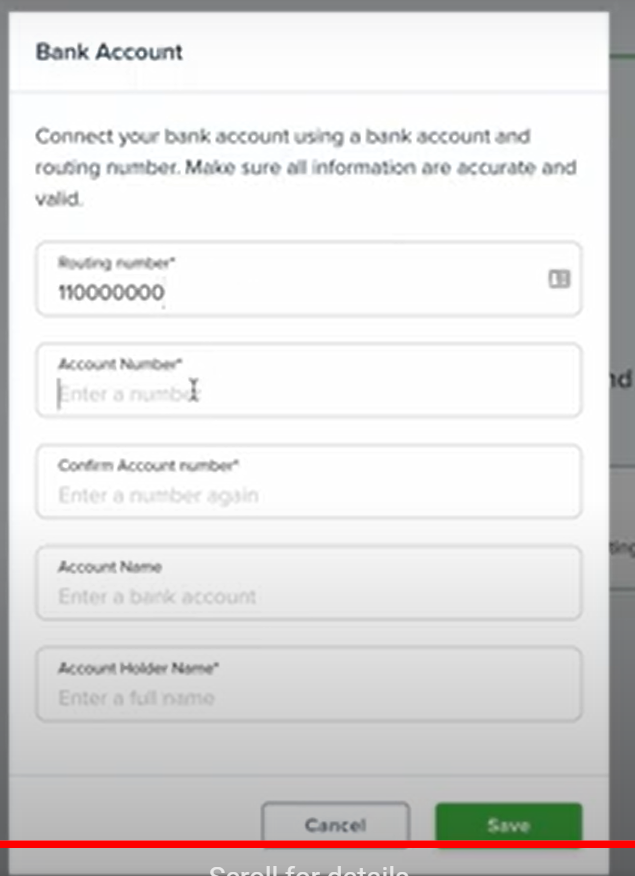 Bank Account
Connect your bank account using a bank account and
routing number. Make sure all information are accurate and
valid.
Routing number*
110000000
Account Number*
Enter a number
Confirm Account number*
Enter a number again
Account Name
Enter a bank account
Account Holder Name*
Enter a full name
Cancel
Save
Scroll for details